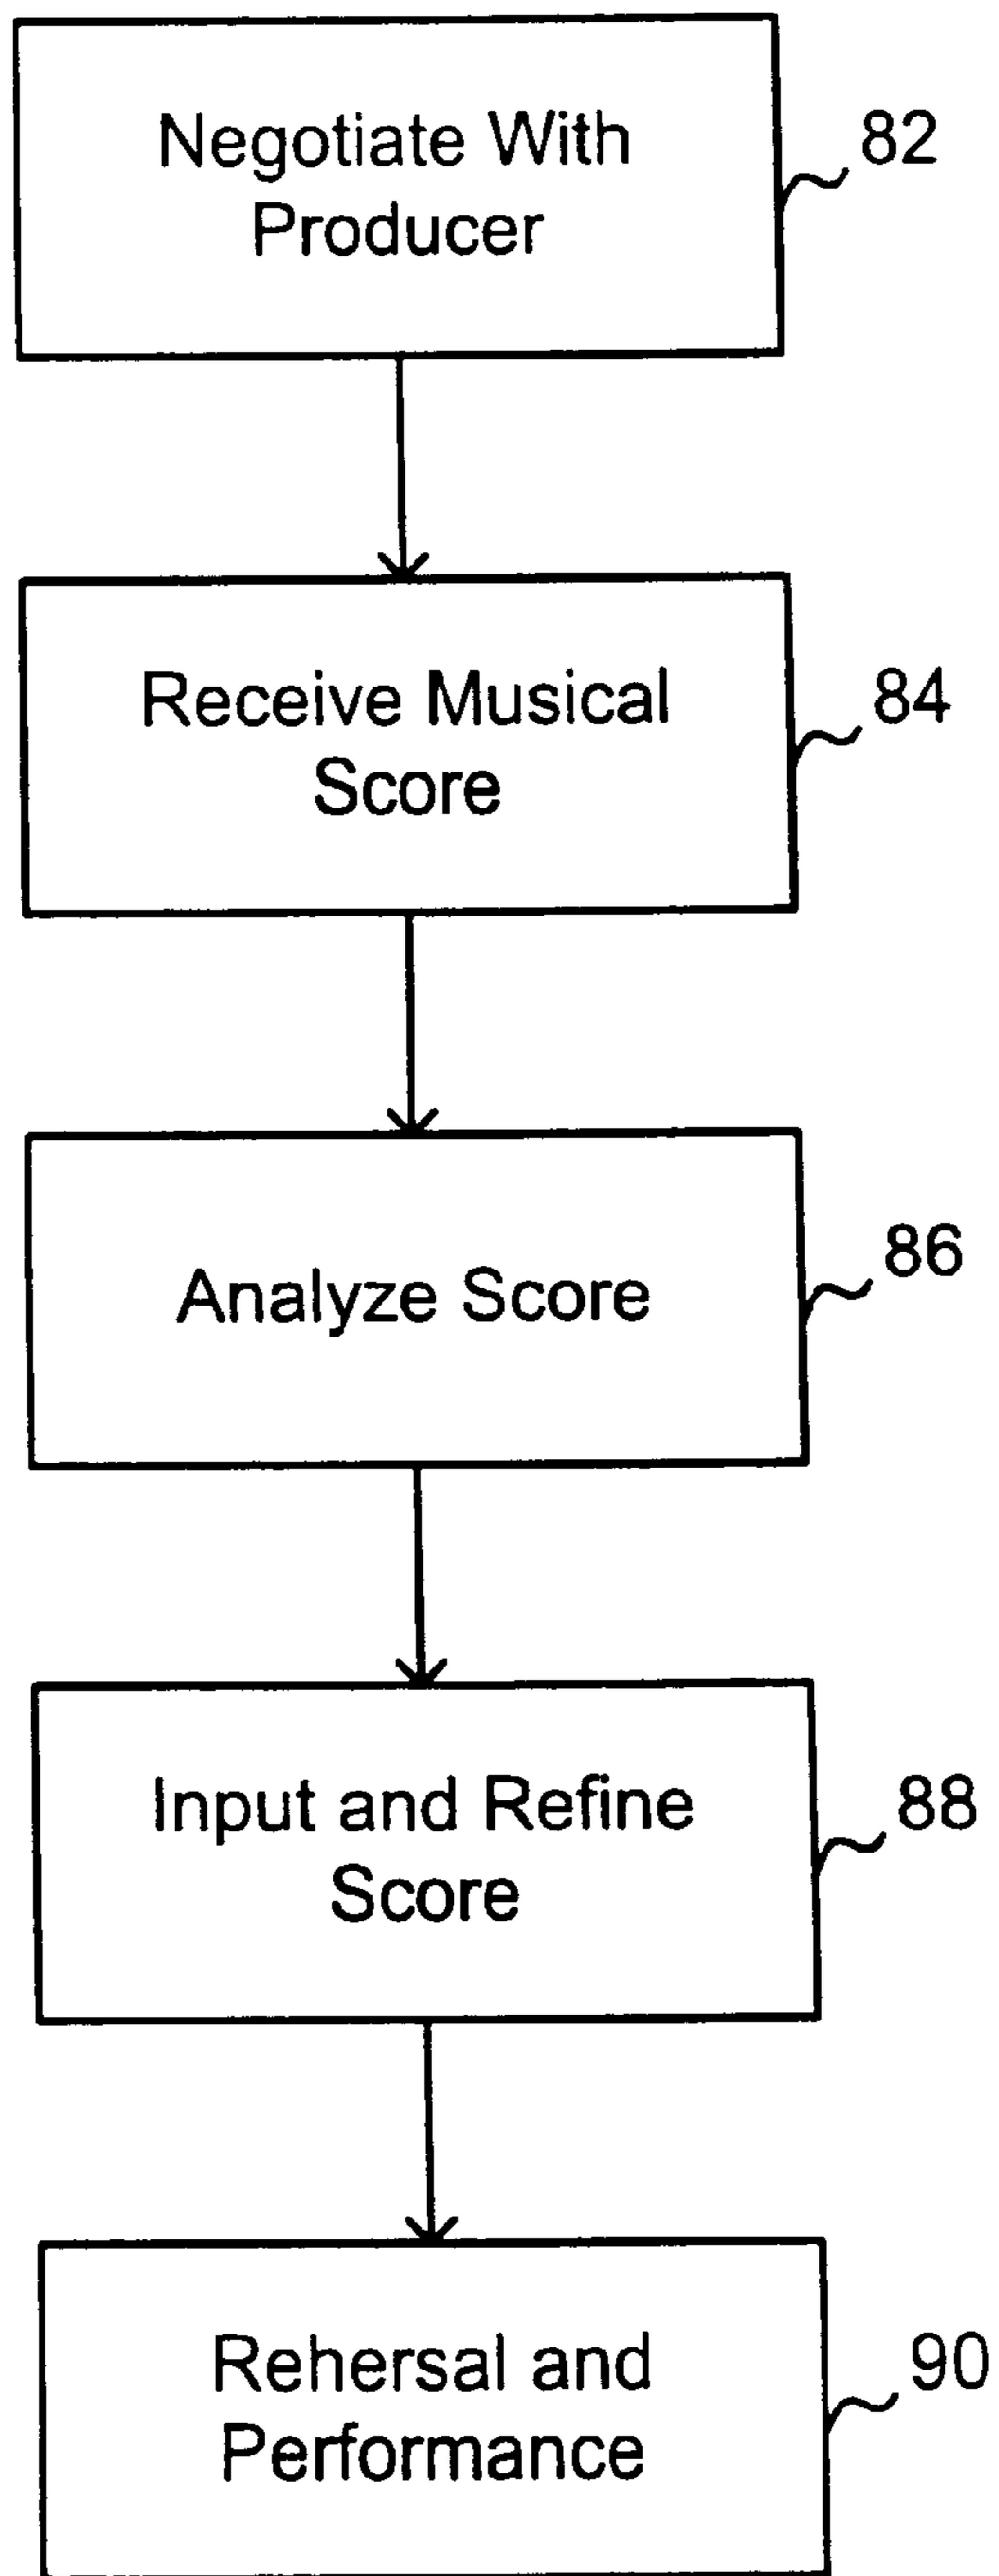 Negotiate With
Producer
82
Receive Musical
Score
84
Analyze Score
86
Input and Refine
Score
88
Rehersal and
Performance
90